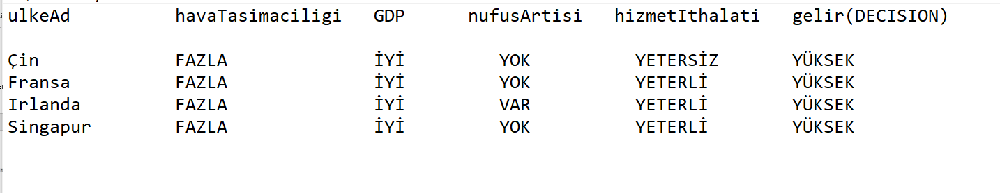 ulkeAd havaTasimaciligi GDP nufusArtisi hizmetIthalati gelir(DECISION)
Çin FAZLA İYİ YOK YETERSİZ YÜKSEK
Fransa FAZLA İYİ YOK YETERLİ YÜKSEK
Irlanda FAZLA İYİ VAR YETERLİ YÜKSEK
Singapur FAZLA İYİ YOK YETERLİ YÜKSEK